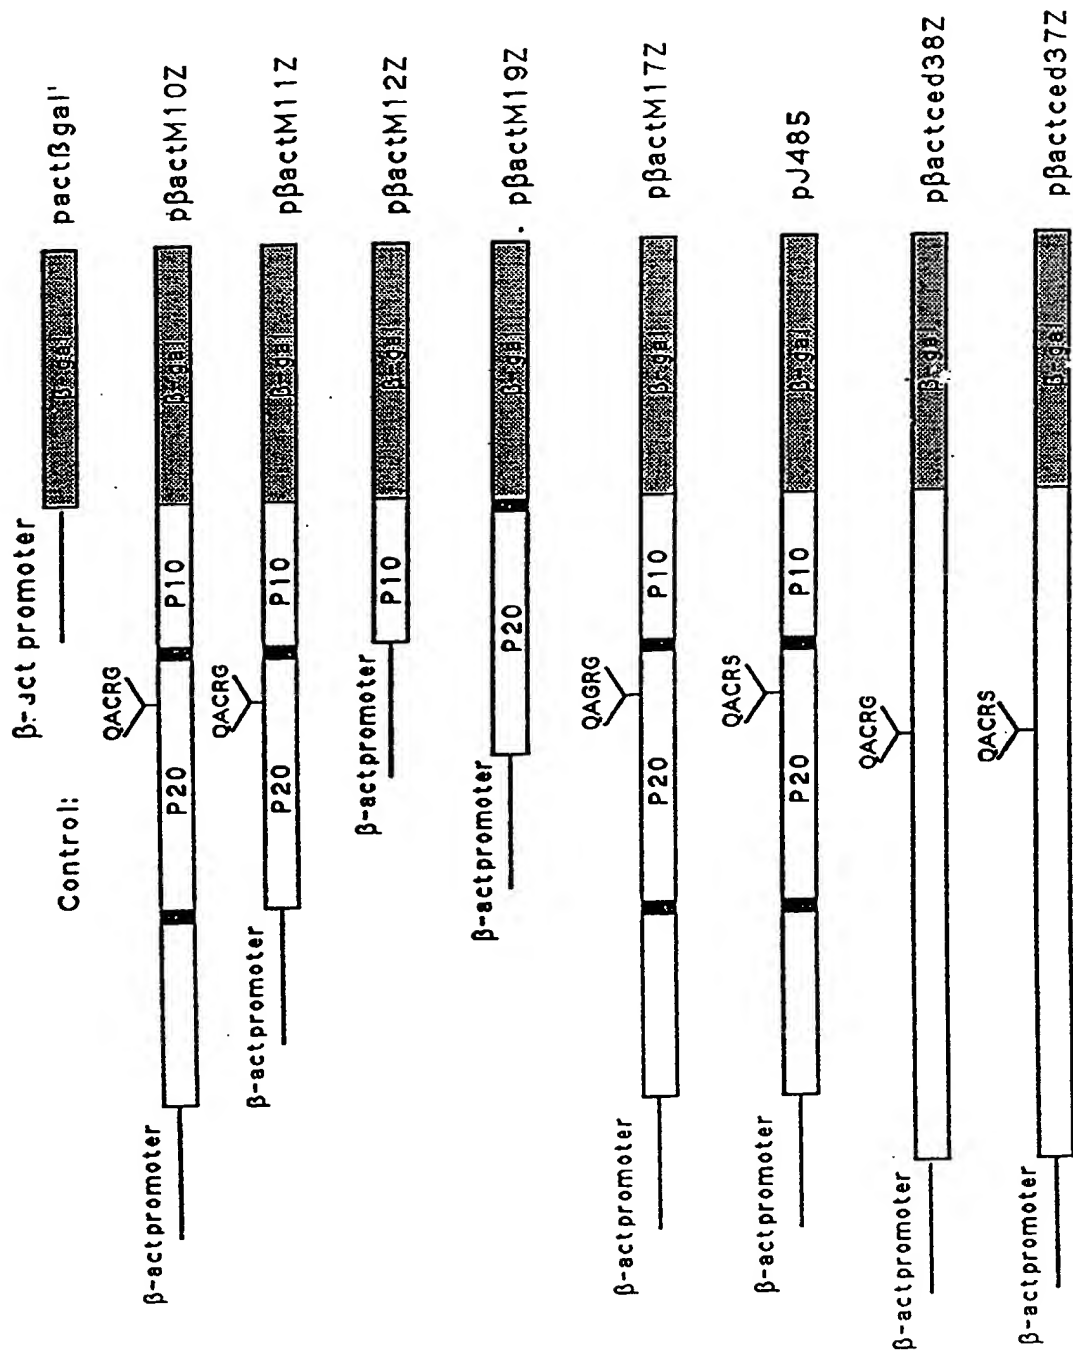 Control:
β-act promoter
β-gal
pactβgal'
β-actpromoter
P20
QACRG
P10
β-gal
pβactM10Z
β-actpromoter
P20
QACRG
P10
β-gal
pβactM11Z
β-actpromoter
P10
β-gal
pβactM12Z
β-actpromoter
P20
β-gal
pβactM19Z
β-actpromoter
P20
QAGRG
P10
β-gal
pβactM17Z
β-actpromoter
P20
QACRS
P10
β-gal
pJ485
β-actpromoter
QACRG
β-gal
pβactced38Z
β-actpromoter
QACRS
β-gal
pβactced37Z